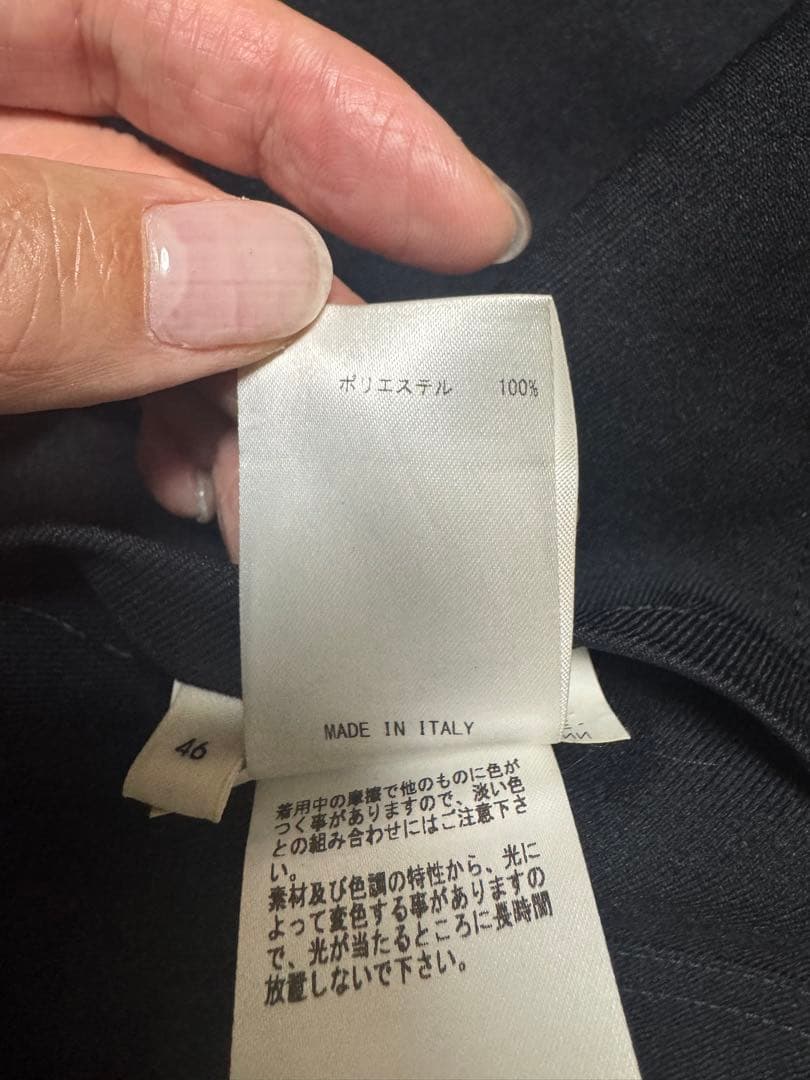 ポリエステル 100%
MADE IN ITALY
46
着用中の摩擦で他のものに色が
つく事がありますので、淡い色
との組み合わせにはご注意下さ
い。
素材及び色調の特性から、光に
よって変色する事がありますの
で、光が当たるところに長時間
放置しないで下さい。